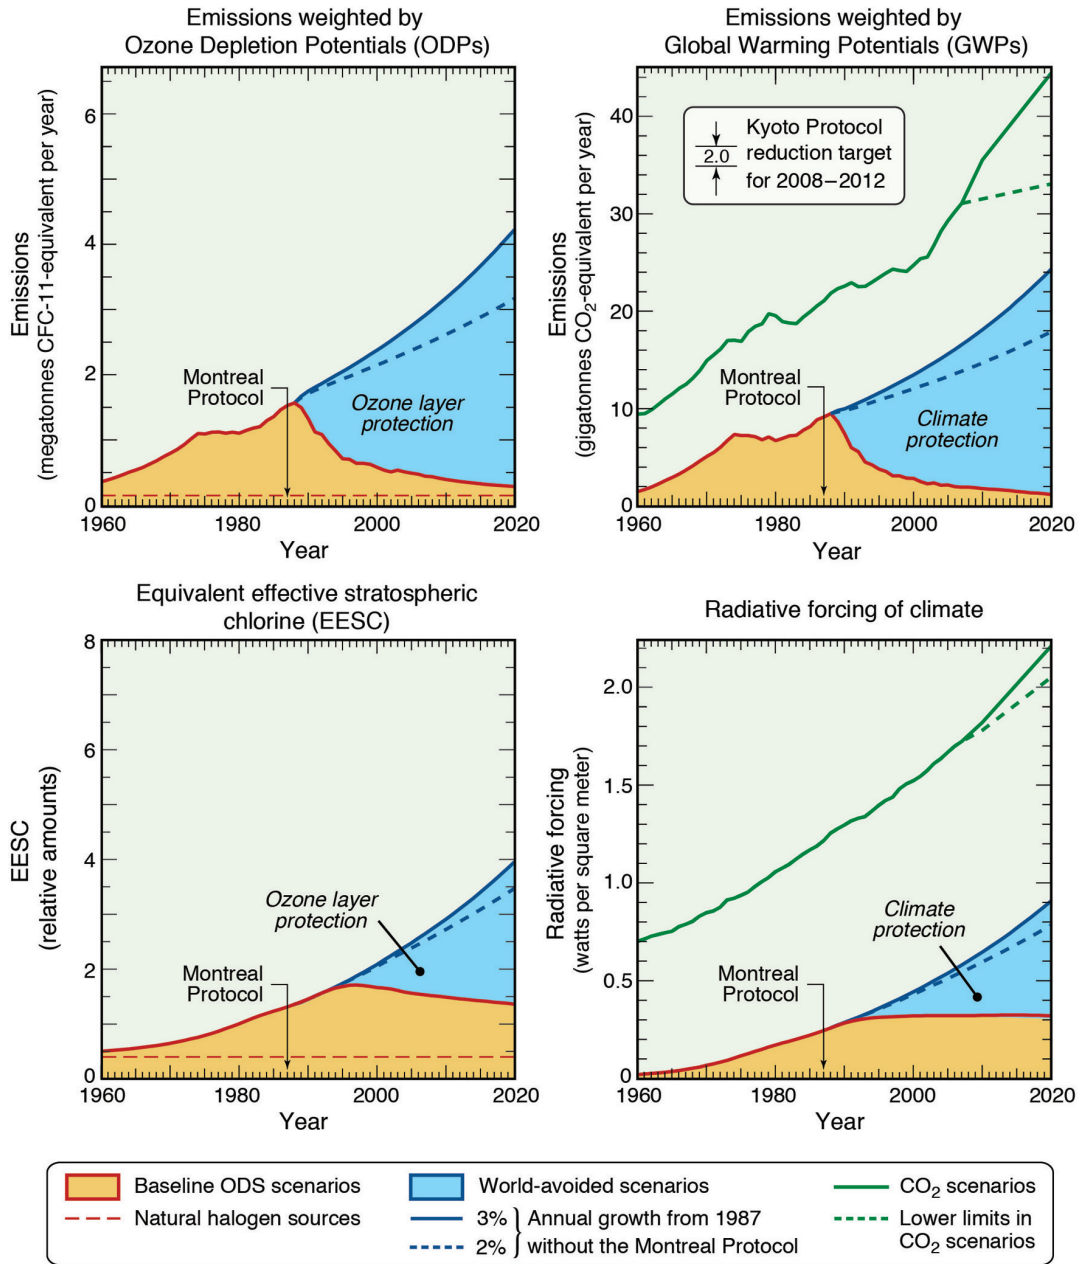 Emissions weighted by
Ozone Depletion Potentials (ODPs)
Emissions
(megatonnes CFC-11-equivalent per year)
6
4
2
0
Montreal
Protocol
Ozone layer
protection
1960
1980
2000
2020
Year
Emissions weighted by
Global Warming Potentials (GWPs)
Emissions
(gigatonnes CO₂-equivalent per year)
40
30
20
10
0
2.0
Kyoto Protocol
reduction target
for 2008–2012
Montreal
Protocol
Climate
protection
1960
1980
2000
2020
Year
Equivalent effective stratospheric
chlorine (EESC)
EESC
(relative amounts)
8
6
4
2
0
Ozone layer
protection
Montreal
Protocol
1960
1980
2000
2020
Year
Radiative forcing of climate
Radiative forcing
(watts per square meter)
2.0
1.5
1.0
0.5
0
Climate
protection
Montreal
Protocol
1960
1980
2000
2020
Year
Baseline ODS scenarios
Natural halogen sources
World-avoided scenarios
3%
2%
Annual growth from 1987
without the Montreal Protocol
CO₂ scenarios
Lower limits in
CO₂ scenarios